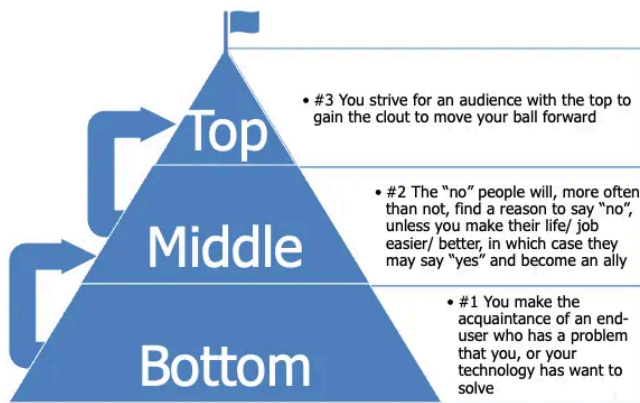 • #3 You strive for an audience with the top to
gain the clout to move your ball forward
Top
• #2 The “no” people will, more often
than not, find a reason to say “no”,
unless you make their life/ job
easier/ better, in which case they
may say “yes” and become an ally
Middle
• #1 You make the
acquaintance of an end-
user who has a problem
that you, or your
technology has want to
solve
Bottom